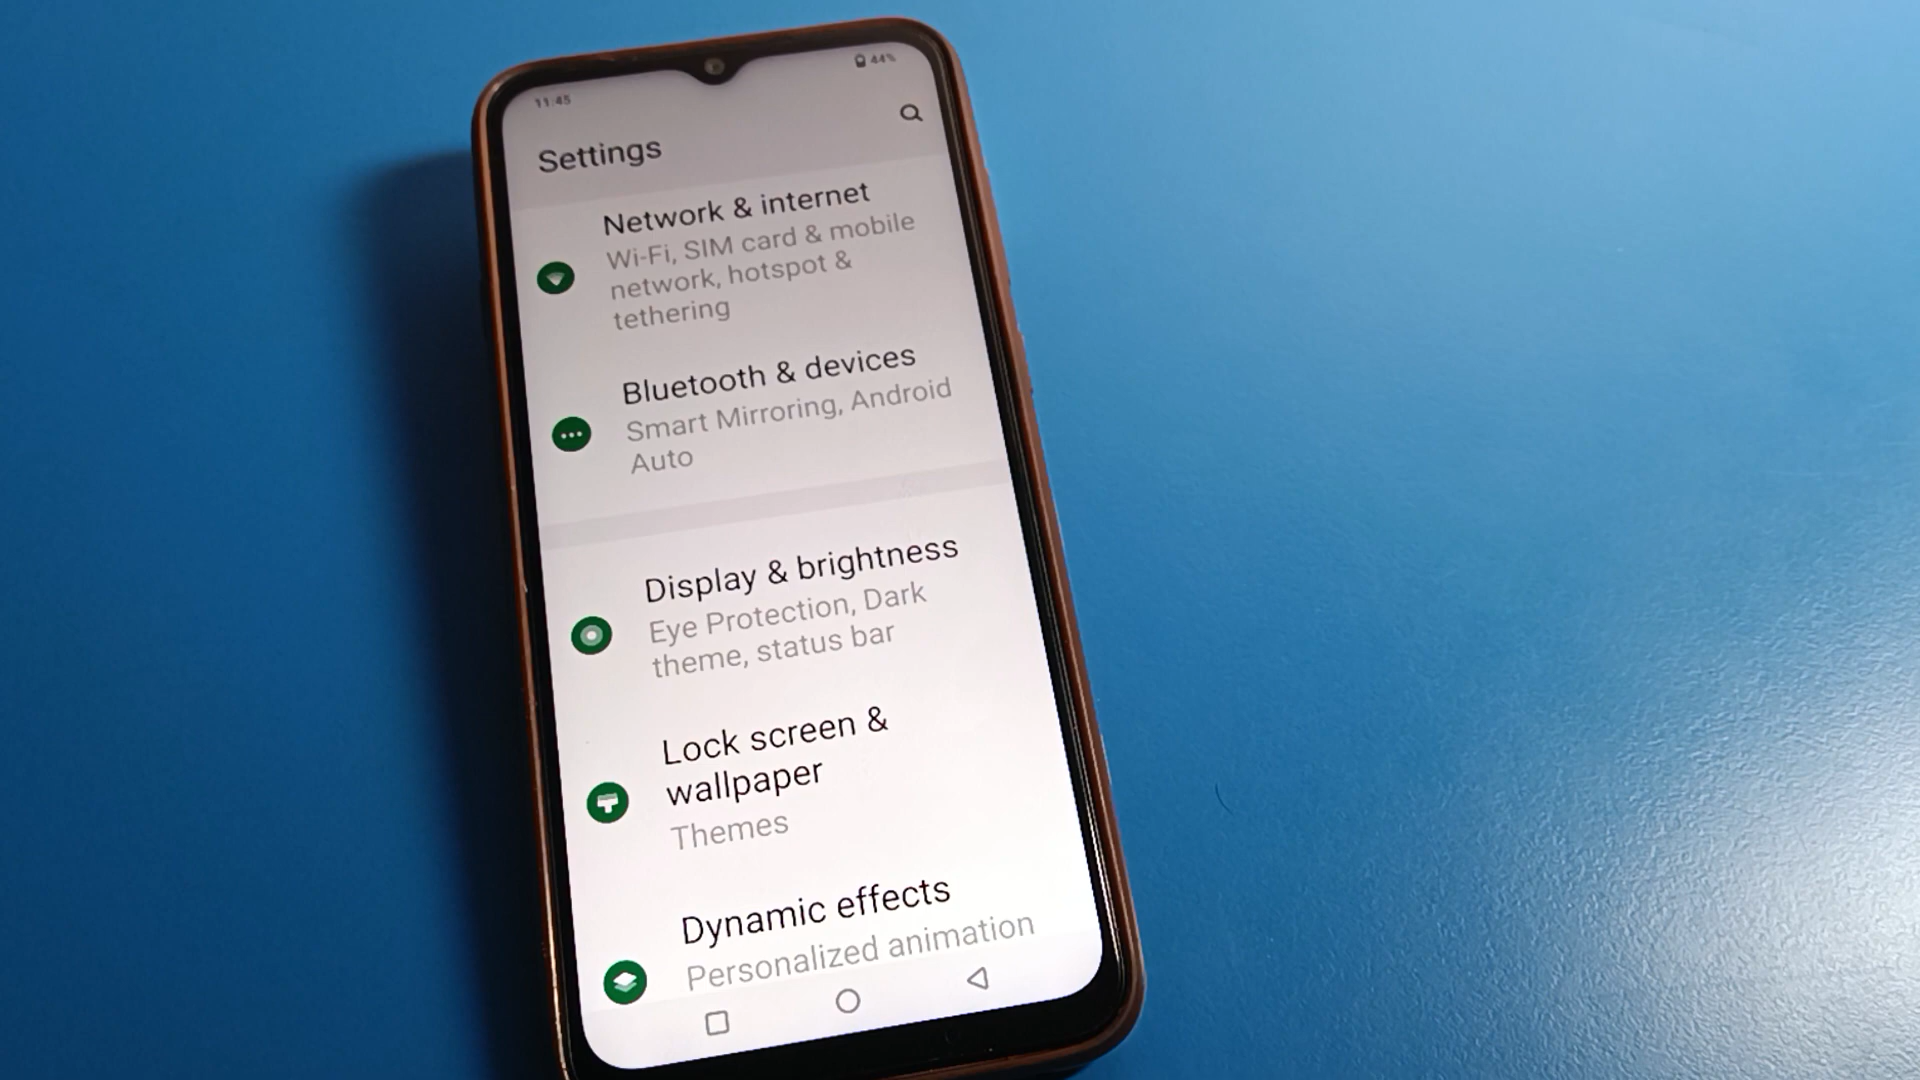 11:45
44%
Settings
Network & internet
Wi-Fi, SIM card & mobile
network, hotspot &
tethering
Bluetooth & devices
Smart Mirroring, Android
Auto
Display & brightness
Eye Protection, Dark
theme, status bar
Lock screen &
wallpaper
Themes
Dynamic effects
Personalized animation